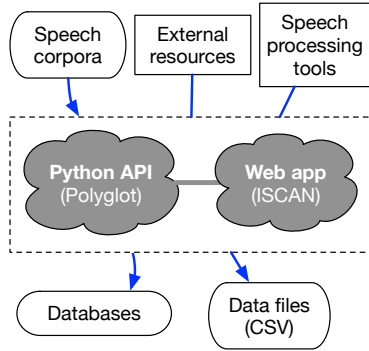 Speech
corpora
External
resources
Speech
processing
tools
Python API
(Polyglot)
Web app
(ISCAN)
Databases
Data files
(CSV)